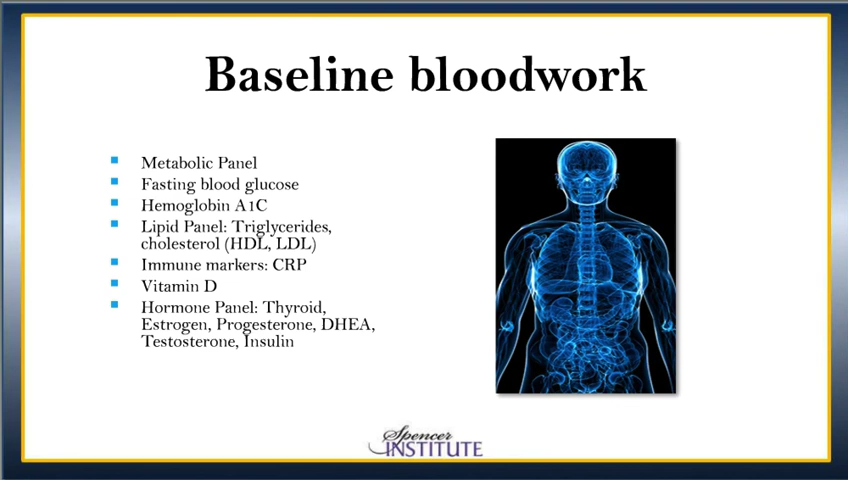 Baseline bloodwork
Metabolic Panel
Fasting blood glucose
Hemoglobin A1C
Lipid Panel: Triglycerides,
cholesterol (HDL, LDL)
Immune markers: CRP
Vitamin D
Hormone Panel: Thyroid,
Estrogen, Progesterone, DHEA,
Testosterone, Insulin
Spencer
INSTITUTE